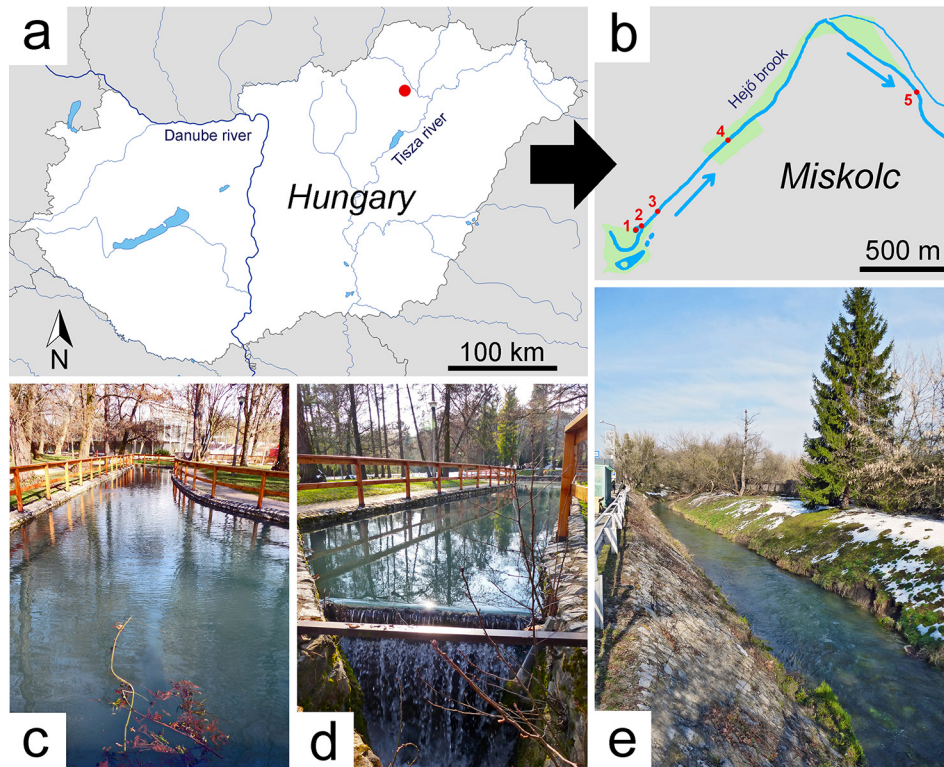 a
Danube river
Tisza river
Hungary
N
100 km
b
Hejő brook
4
5
Miskolc
3
2
1
500 m
c
d
e